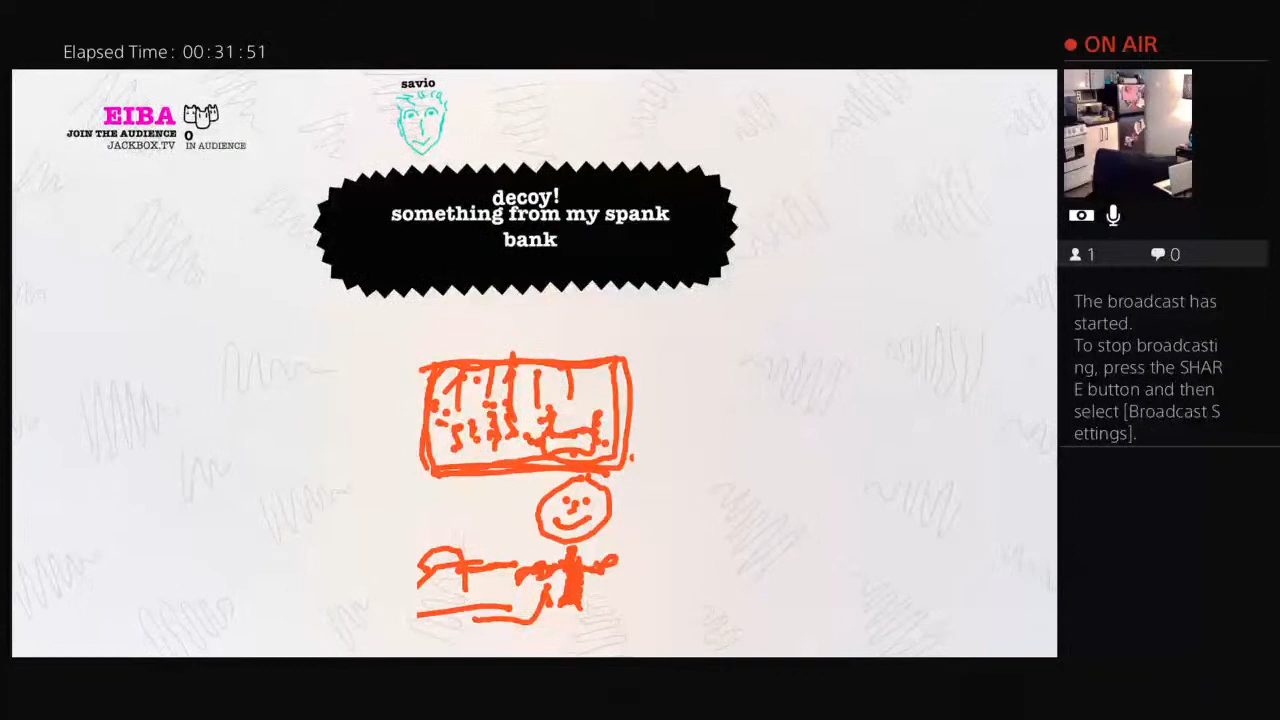 Elapsed Time: 00:31:51
ON AIR
savio
EIBA
JOIN THE AUDIENCE 0
JACKBOX.TV IN AUDIENCE
decoy!
something from my spank
bank
1 0
The broadcast has
started.
To stop broadcasti
ng, press the SHAR
E button and then
select [Broadcast S
ettings].